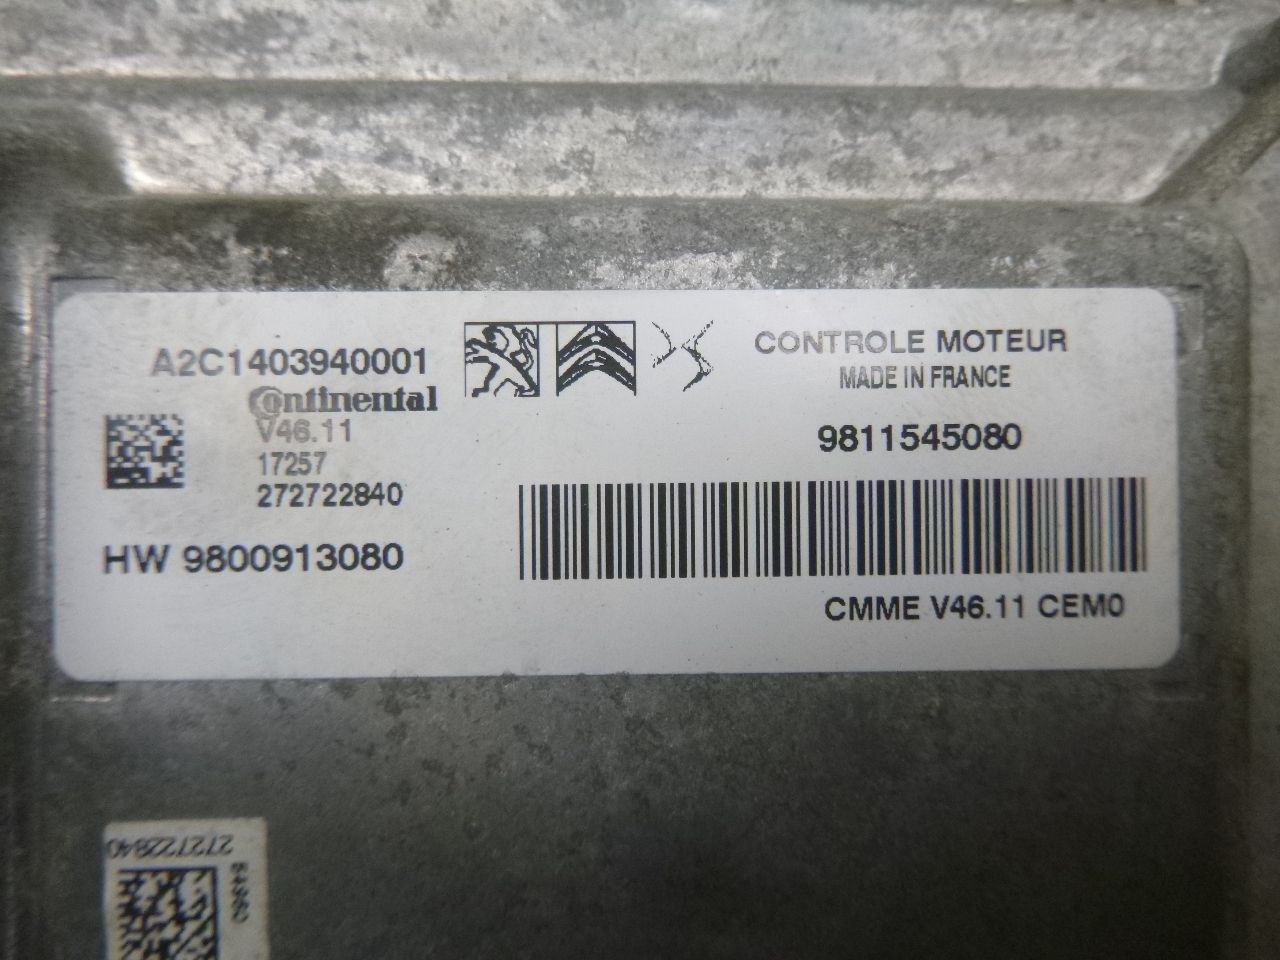 A2C1403940001
Continental
V46.11
17257
272722840
HW 9800913080
CONTROLE MOTEUR
MADE IN FRANCE
9811545080
CMME V46.11 CEM0
272722840